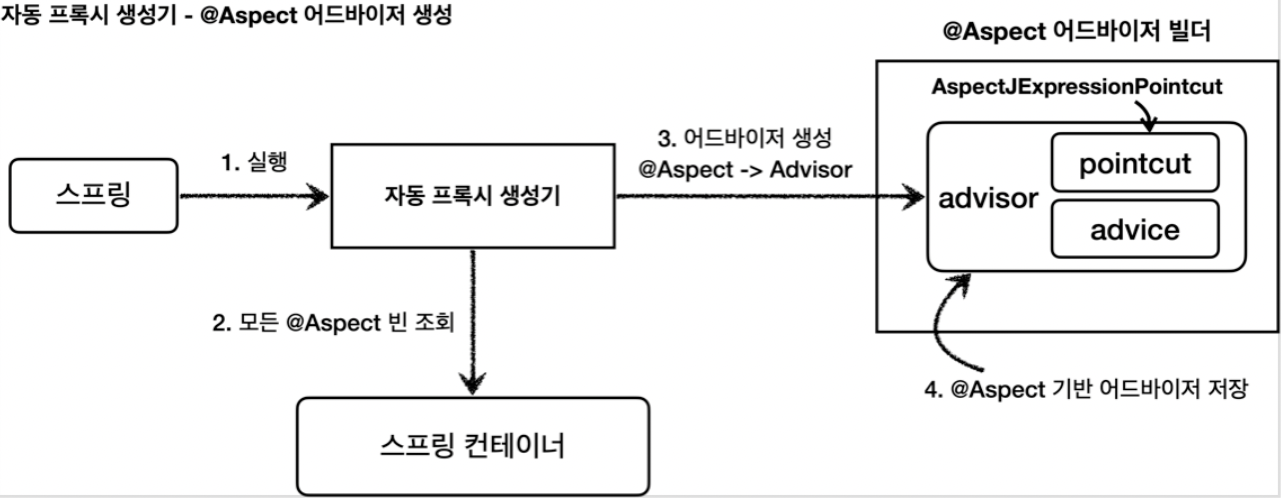 자동 프록시 생성기 - @Aspect 어드바이저 생성
@Aspect 어드바이저 빌더
AspectJExpressionPointcut
스프링
1. 실행
자동 프록시 생성기
3. 어드바이저 생성
@Aspect -> Advisor
advisor
pointcut
advice
2. 모든 @Aspect 빈 조회
4. @Aspect 기반 어드바이저 저장
스프링 컨테이너